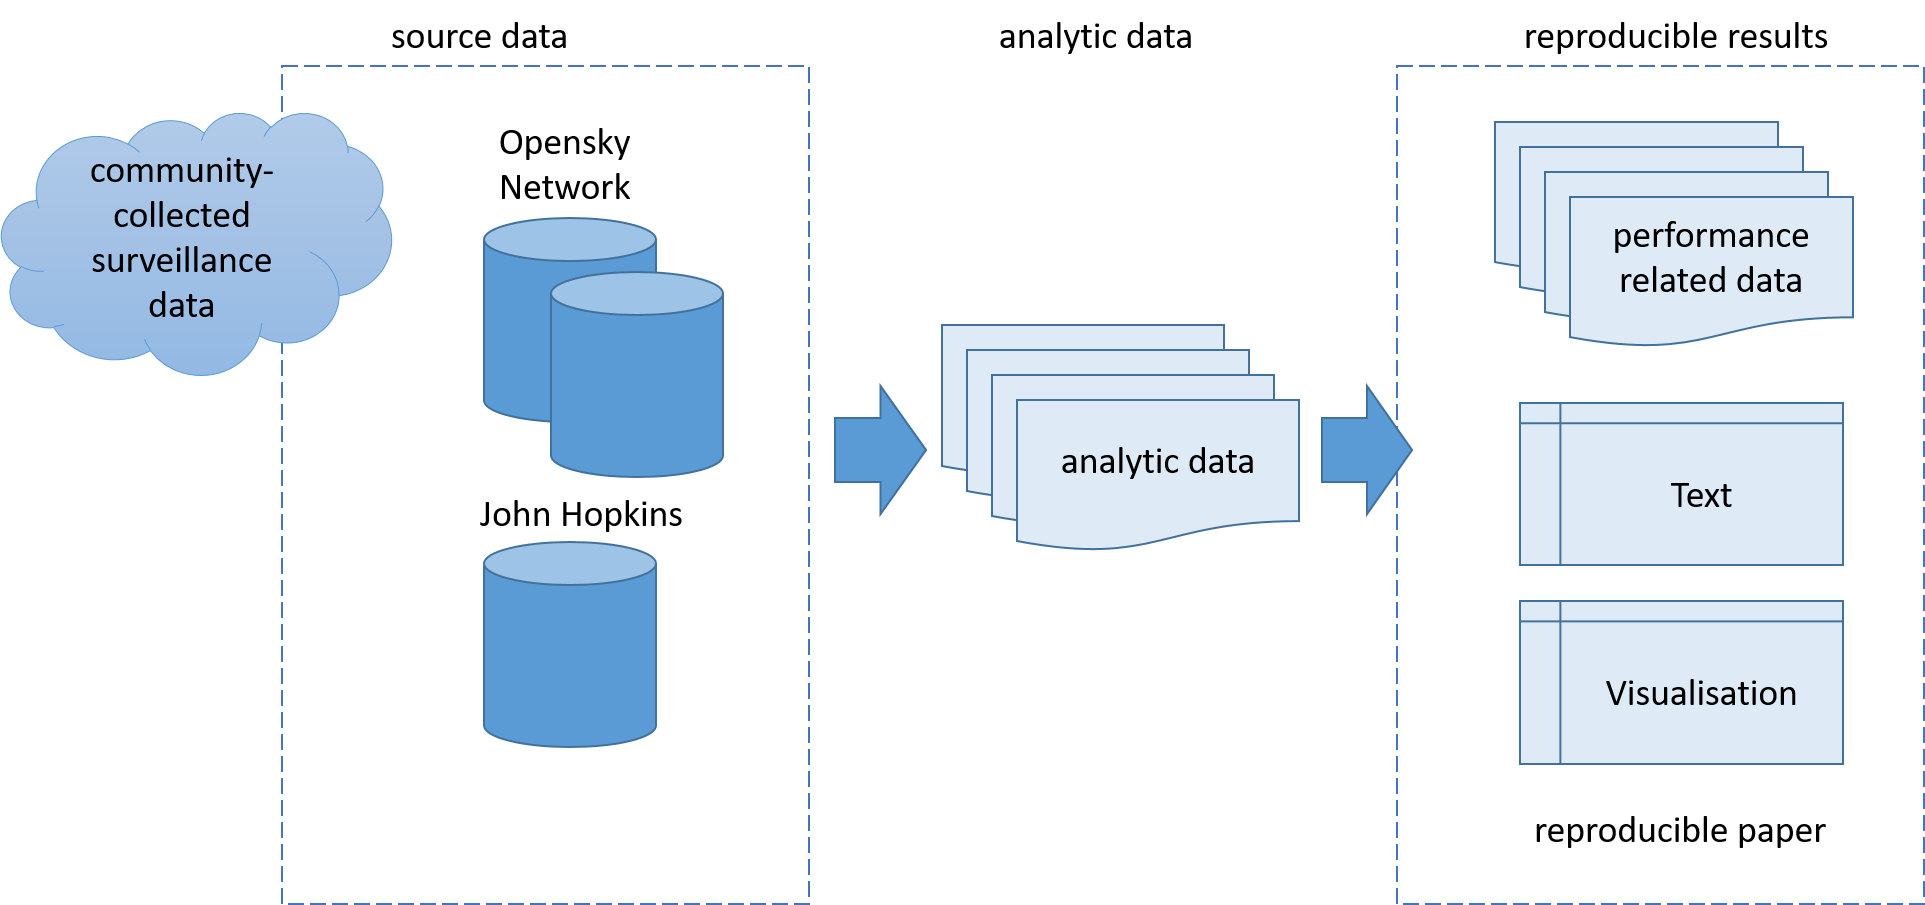 source data
analytic data
reproducible results
community-
collected
surveillance
data
Opensky
Network
John Hopkins
analytic data
performance
related data
Text
Visualisation
reproducible paper